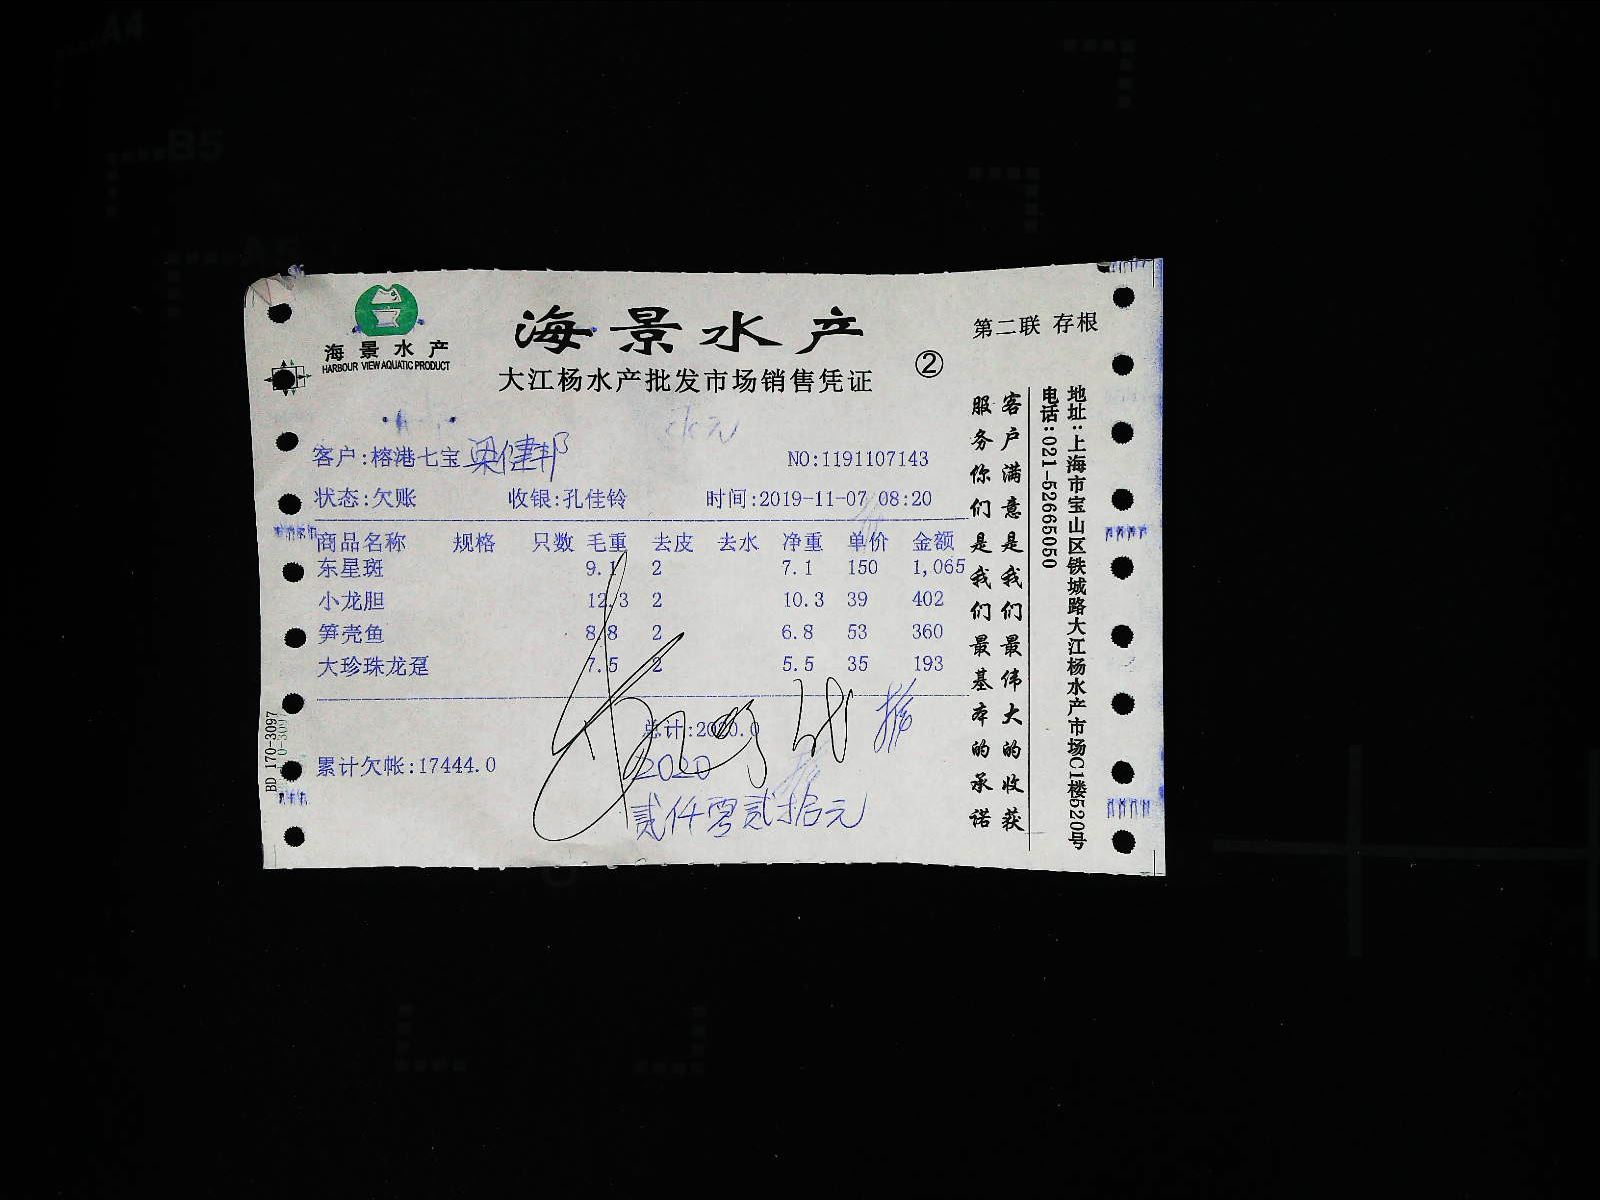 海景水产
HARBOUR VIEW AQUATIC PRODUCT
海景水产
大江杨水产批发市场销售凭证
②
第二联 存根
客户:榕港七宝 梁健邦
NO:1191107143
状态:欠账 收银:孔佳铃 时间:2019-11-07 08:20
商品名称 规格 只数 毛重 去皮 去水 净重 单价 金额
东星斑 9.1 2 7.1 150 1,065
小龙胆 12.3 2 10.3 39 402
笋壳鱼 8.8 2 6.8 53 360
大珍珠龙趸 7.5 2 5.5 35 193
总计:2020.0
累计欠帐:17444.0
2020
贰仟零贰拾元
客户满意是我们最伟大的收获
服务你们是我们最基本的承诺
地址:上海市宝山区铁城路大江杨水产市场C1楼520号
电话:021-52665050
BD 170-3097